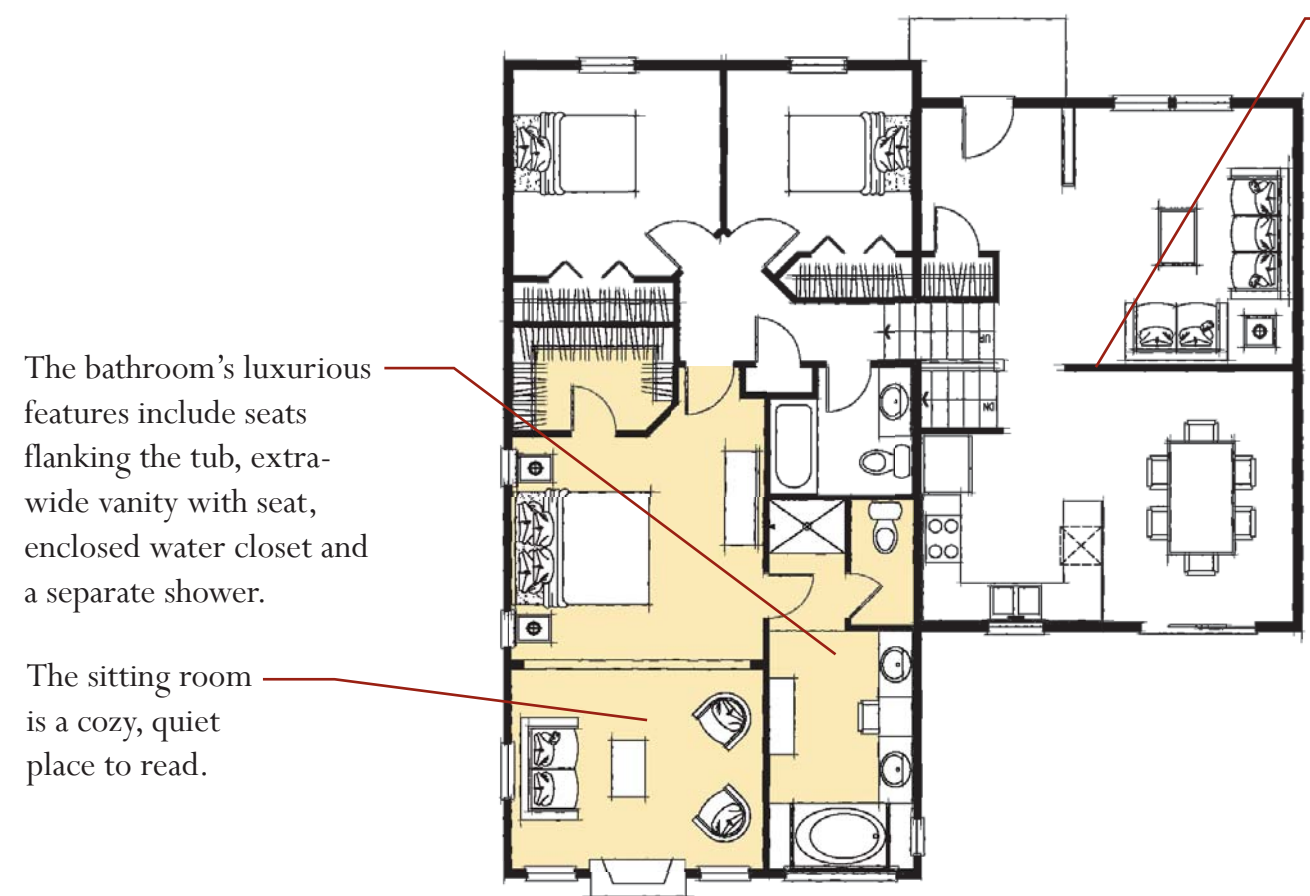 The bathroom’s luxurious
features include seats
flanking the tub, extra-
wide vanity with seat,
enclosed water closet and
a separate shower.
The sitting room
is a cozy, quiet
place to read.
UP
DN